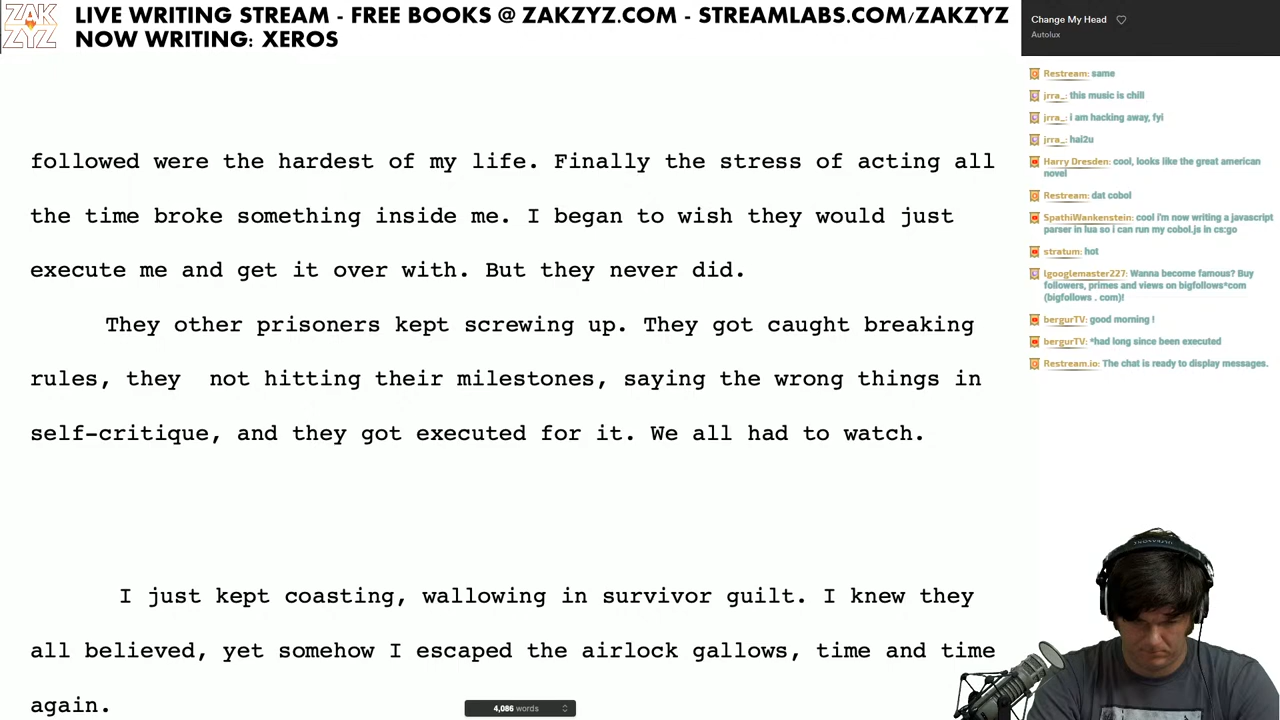 ZAK
ZYZ
LIVE WRITING STREAM - FREE BOOKS @ ZAKZYZ.COM - STREAMLABS.COM/ZAKZYZ
NOW WRITING: XEROS
followed were the hardest of my life. Finally the stress of acting all
the time broke something inside me. I began to wish they would just
execute me and get it over with. But they never did.
They other prisoners kept screwing up. They got caught breaking
rules, they  not hitting their milestones, saying the wrong things in
self-critique, and they got executed for it. We all had to watch.
I just kept coasting, wallowing in survivor guilt. I knew they
all believed, yet somehow I escaped the airlock gallows, time and time
again.
4,086 words
Change My Head
Autolux
Restream: same
jrra_: this music is chill
jrra_: i am hacking away, fyi
jrra_: hai2u
Harry Dresden: cool, looks like the great american
novel
Restream: dat cobol
SpathiWankenstein: cool i'm now writing a javascript
parser in lua so i can run my cobol.js in cs:go
stratum: hot
lgooglemaster227: Wanna become famous? Buy
followers, primes and views on bigfollows*com
(bigfollows . com)!
bergurTV: good morning !
bergurTV: *had long since been executed
Restream.io: The chat is ready to display messages.